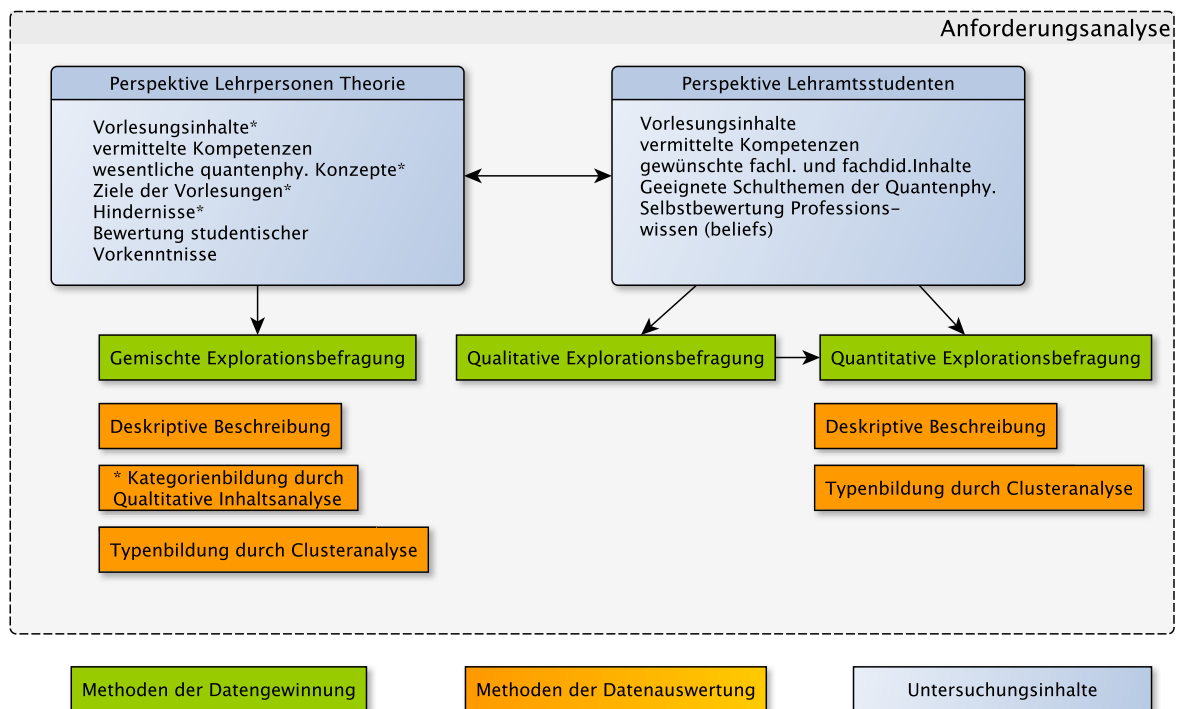 Anforderungsanalyse
Perspektive Lehrpersonen Theorie
Vorlesungsinhalte*
vermittelte Kompetenzen
wesentliche quantenphy. Konzepte*
Ziele der Vorlesungen*
Hindernisse*
Bewertung studentischer
Vorkenntnisse
Perspektive Lehramtsstudenten
Vorlesungsinhalte
vermittelte Kompetenzen
gewünschte fachl. und fachdid.Inhalte
Geeignete Schulthemen der Quantenphy.
Selbstbewertung Professions-
wissen (beliefs)
Gemischte Explorationsbefragung
Qualitative Explorationsbefragung
Quantitative Explorationsbefragung
Deskriptive Beschreibung
* Kategorienbildung durch
Qualtitative Inhaltsanalyse
Typenbildung durch Clusteranalyse
Deskriptive Beschreibung
Typenbildung durch Clusteranalyse
Methoden der Datengewinnung
Methoden der Datenauswertung
Untersuchungsinhalte